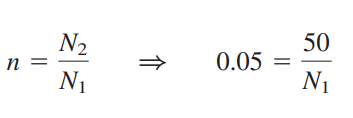 n = N₂/N₁ ⇒ 0.05 = 50/N₁